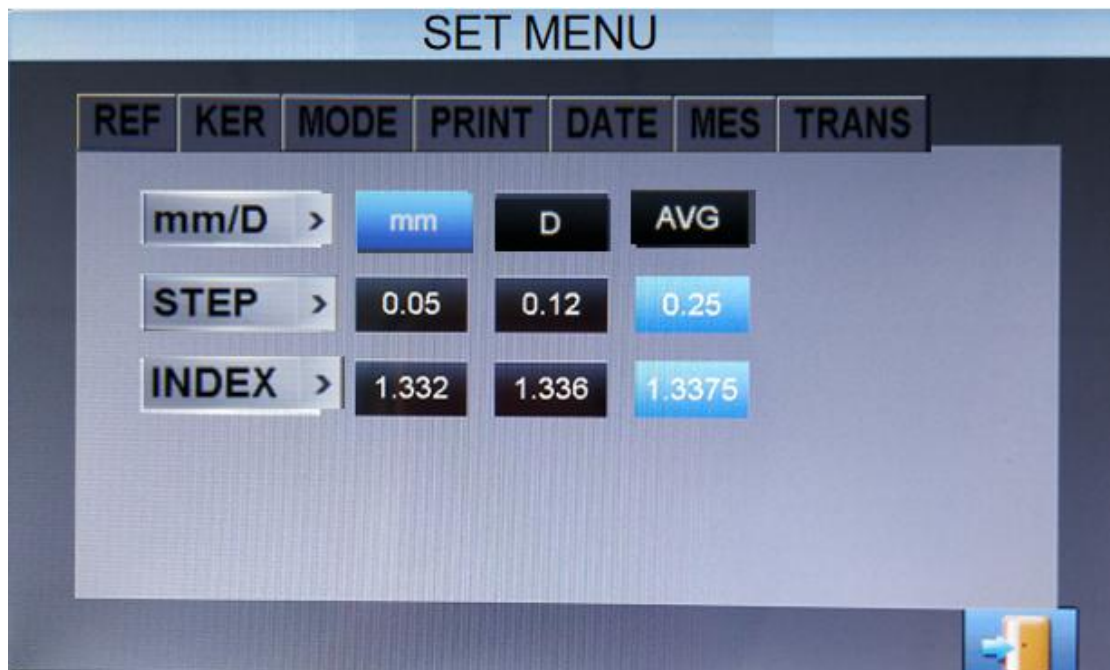 SET MENU
REF KER MODE PRINT DATE MES TRANS
mm/D > mm D AVG
STEP > 0.05 0.12 0.25
INDEX > 1.332 1.336 1.3375